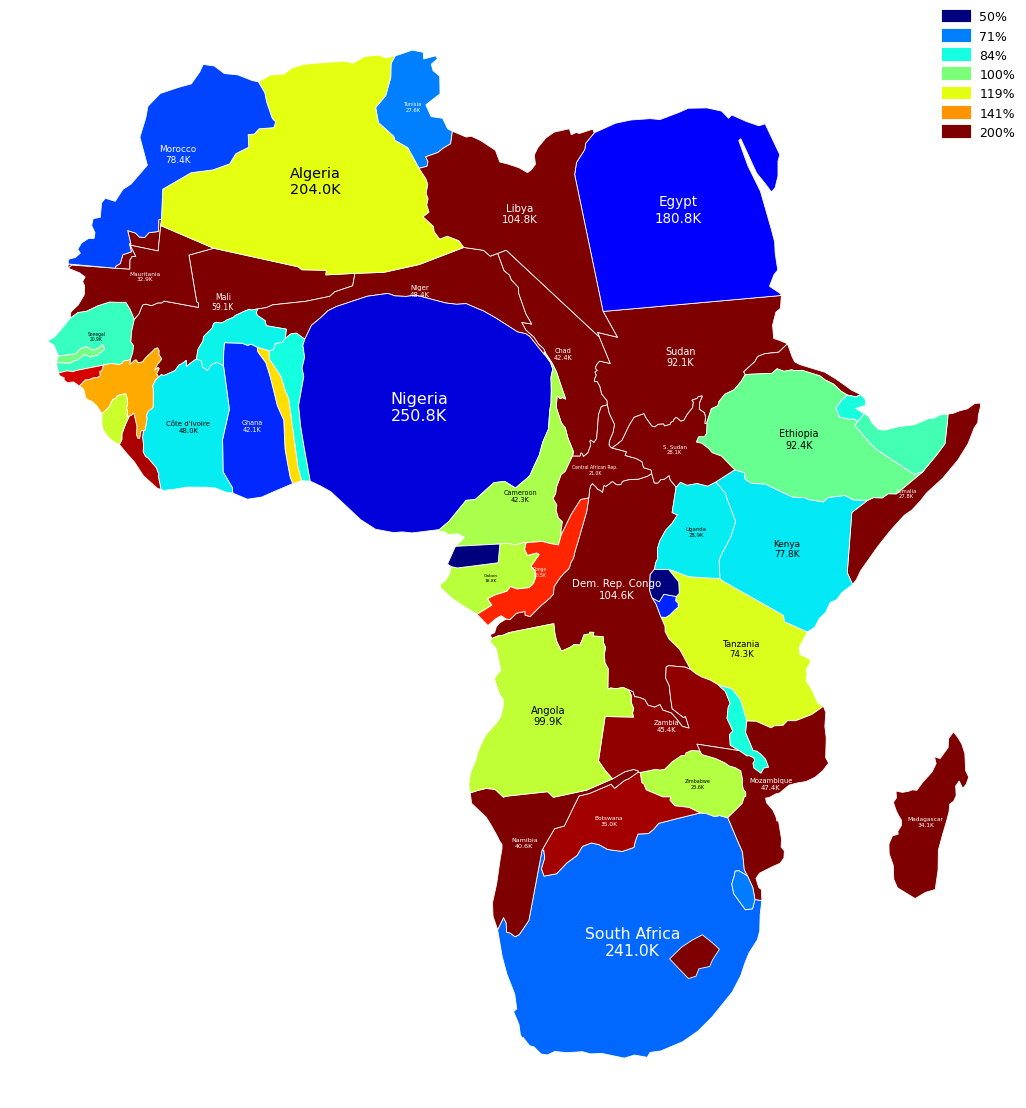 50%
71%
84%
100%
119%
141%
200%
Tunisia
27.6K
Morocco
78.4K
Algeria
204.0K
Libya
104.8K
Egypt
180.8K
Mauritania
32.9K
Mali
59.1K
Niger
48.4K
Senegal
20.9K
Chad
42.4K
Sudan
92.1K
Nigeria
250.8K
Côte d'Ivoire
48.0K
Ghana
42.1K
Ethiopia
92.4K
S. Sudan
28.1K
Central African Rep.
21.0K
Cameroon
42.3K
Somalia
27.8K
Uganda
28.9K
Kenya
77.8K
Congo
Gabon
18.8K
Dem. Rep. Congo
104.6K
Tanzania
74.3K
Angola
99.9K
Zambia
45.4K
Zimbabwe
23.6K
Mozambique
47.4K
Botswana
35.0K
Madagascar
34.1K
Namibia
40.6K
South Africa
241.0K